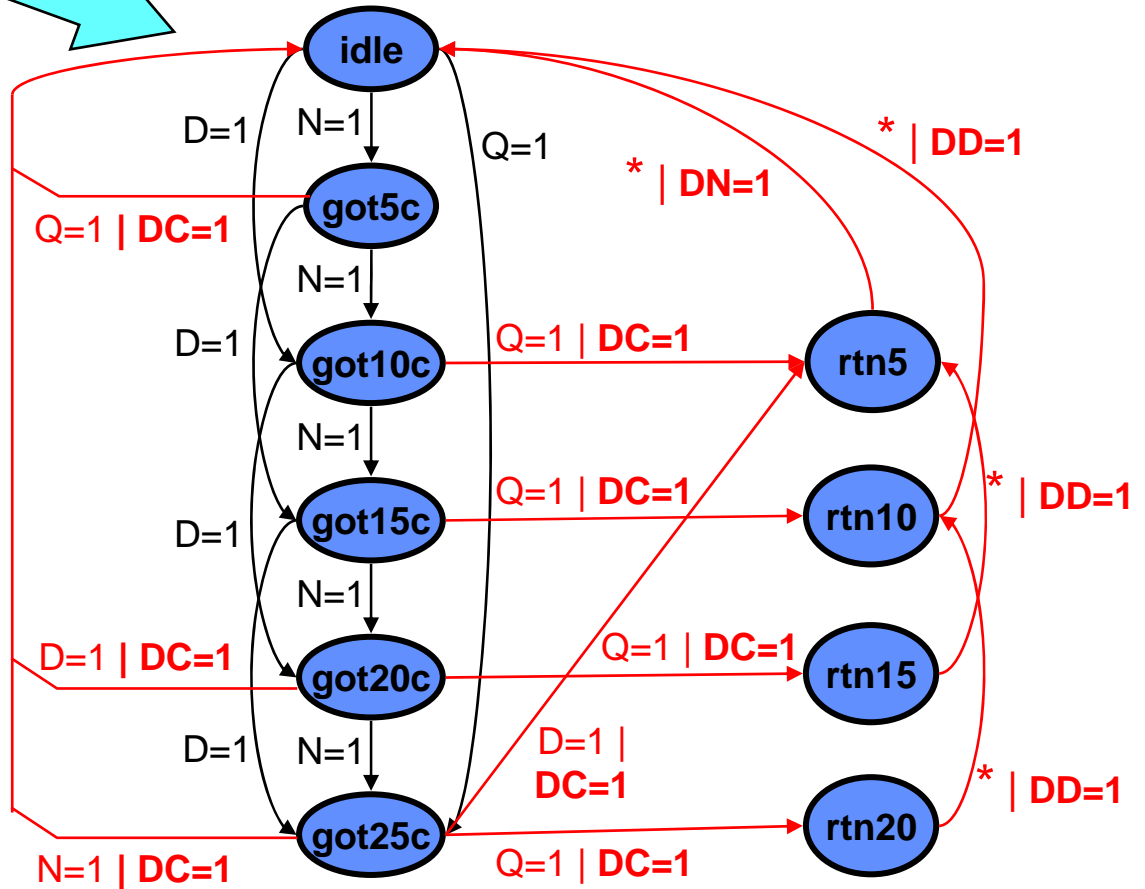 idle
D=1
N=1
Q=1
* | DN=1
* | DD=1
got5c
Q=1 | DC=1
N=1
D=1
got10c
Q=1 | DC=1
rtn5
N=1
got15c
Q=1 | DC=1
rtn10
* | DD=1
D=1
N=1
D=1 | DC=1
got20c
Q=1 | DC=1
rtn15
D=1
N=1
D=1 |
DC=1
* | DD=1
got25c
rtn20
N=1 | DC=1
Q=1 | DC=1